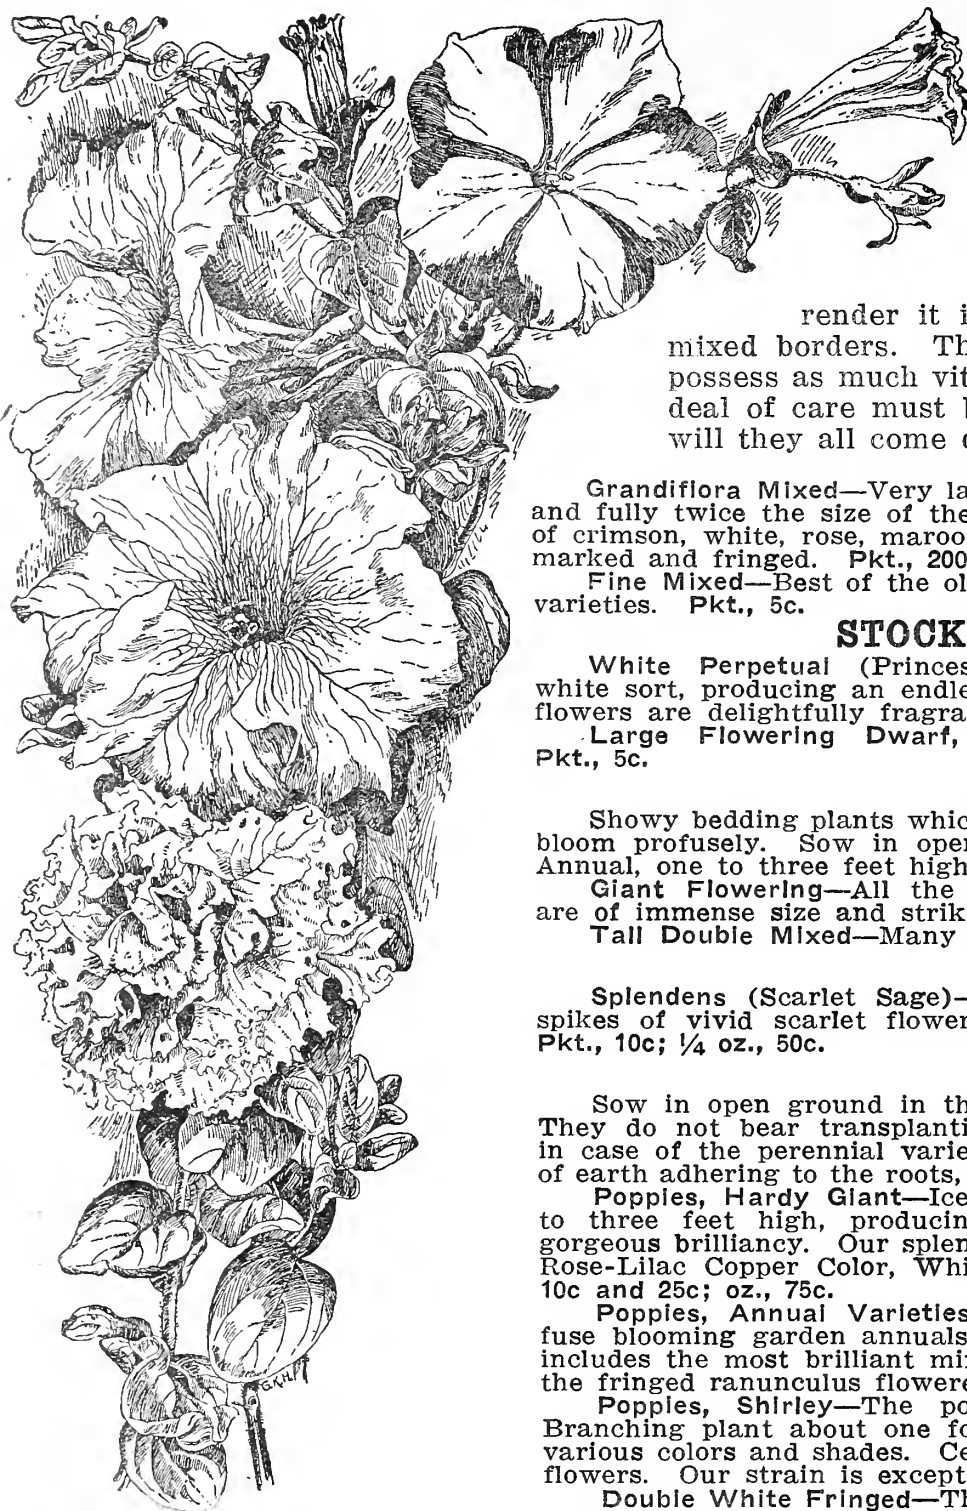 render it i
mixed borders. Th
possess as much vit
deal of care must
will they all come
Grandiflora Mixed—Very la
and fully twice the size of the
of crimson, white, rose, maroo
marked and fringed. Pkt., 200
Fine Mixed—Best of the ol
varieties. Pkt., 5c.
STOCK
White Perpetual (Princes
white sort, producing an endle
flowers are delightfully fragra
Large Flowering Dwarf,
Pkt., 5c.
Showy bedding plants whic
bloom profusely. Sow in open
Annual, one to three feet high
Giant Flowering—All the
are of immense size and strik
Tall Double Mixed—Many
Splendens (Scarlet Sage)—
spikes of vivid scarlet flower
Pkt., 10c; ¼ oz., 50c.
Sow in open ground in th
They do not bear transplanti
in case of the perennial varie
of earth adhering to the roots,
Poppies, Hardy Giant—Ice
to three feet high, producin
gorgeous brilliancy. Our splen
Rose-Lilac Copper Color, Whi
10c and 25c; oz., 75c.
Poppies, Annual Varieties
fuse blooming garden annuals
includes the most brilliant mi
the fringed ranunculus flowere
Poppies, Shirley—The po
Branching plant about one fo
various colors and shades. Ce
flowers. Our strain is except
Double White Fringed—Th
G.K.H.